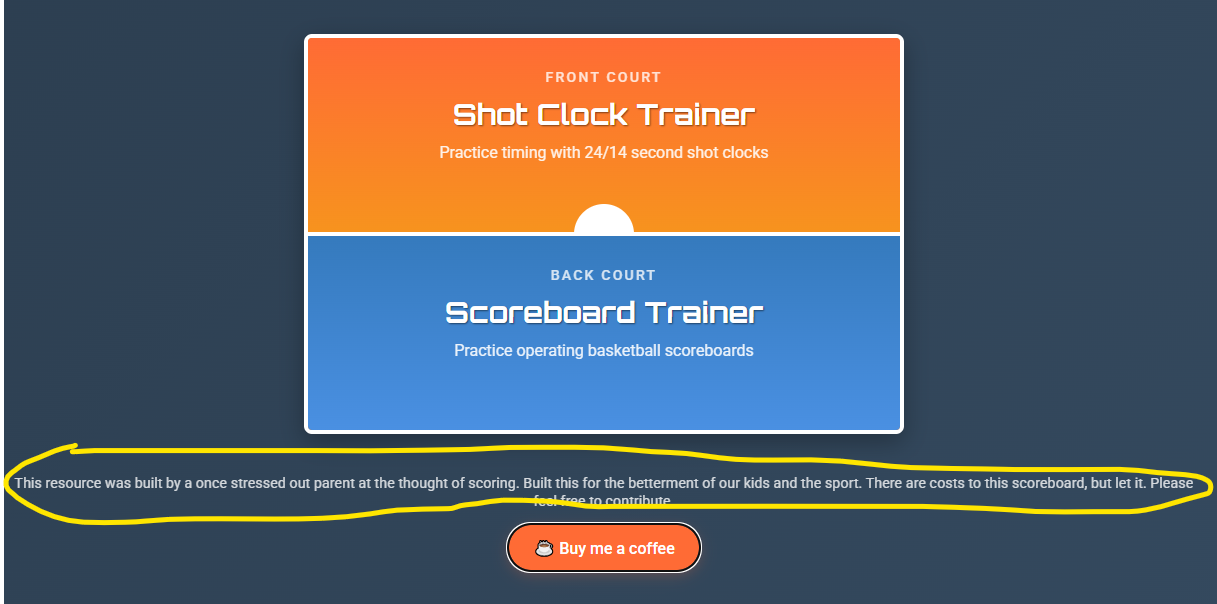 FRONT COURT
Shot Clock Trainer
Practice timing with 24/14 second shot clocks
BACK COURT
Scoreboard Trainer
Practice operating basketball scoreboards
This resource was built by a once stressed out parent at the thought of scoring. Built this for the betterment of our kids and the sport. There are costs to this scoreboard, but let it. Please
feel free to contribute
☕ Buy me a coffee